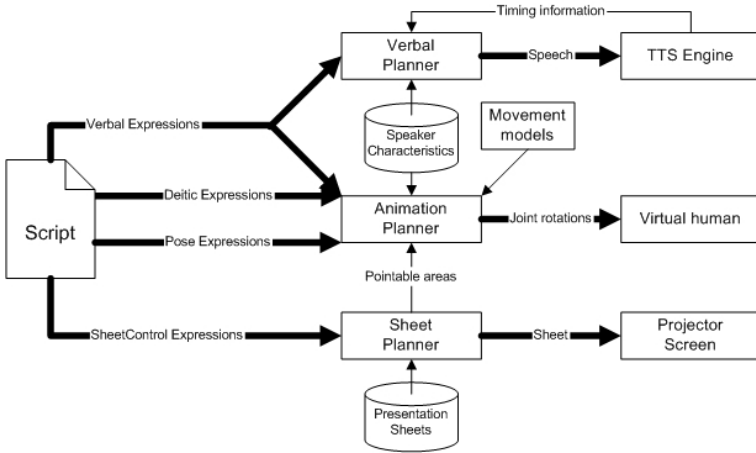 Timing information
Verbal
Planner
Speech
TTS Engine
Verbal Expressions
Speaker
Characteristics
Movement
models
Script
Deitic Expressions
Animation
Planner
Joint rotations
Virtual human
Pose Expressions
Pointable areas
SheetControl Expressions
Sheet
Planner
Sheet
Projector
Screen
Presentation
Sheets